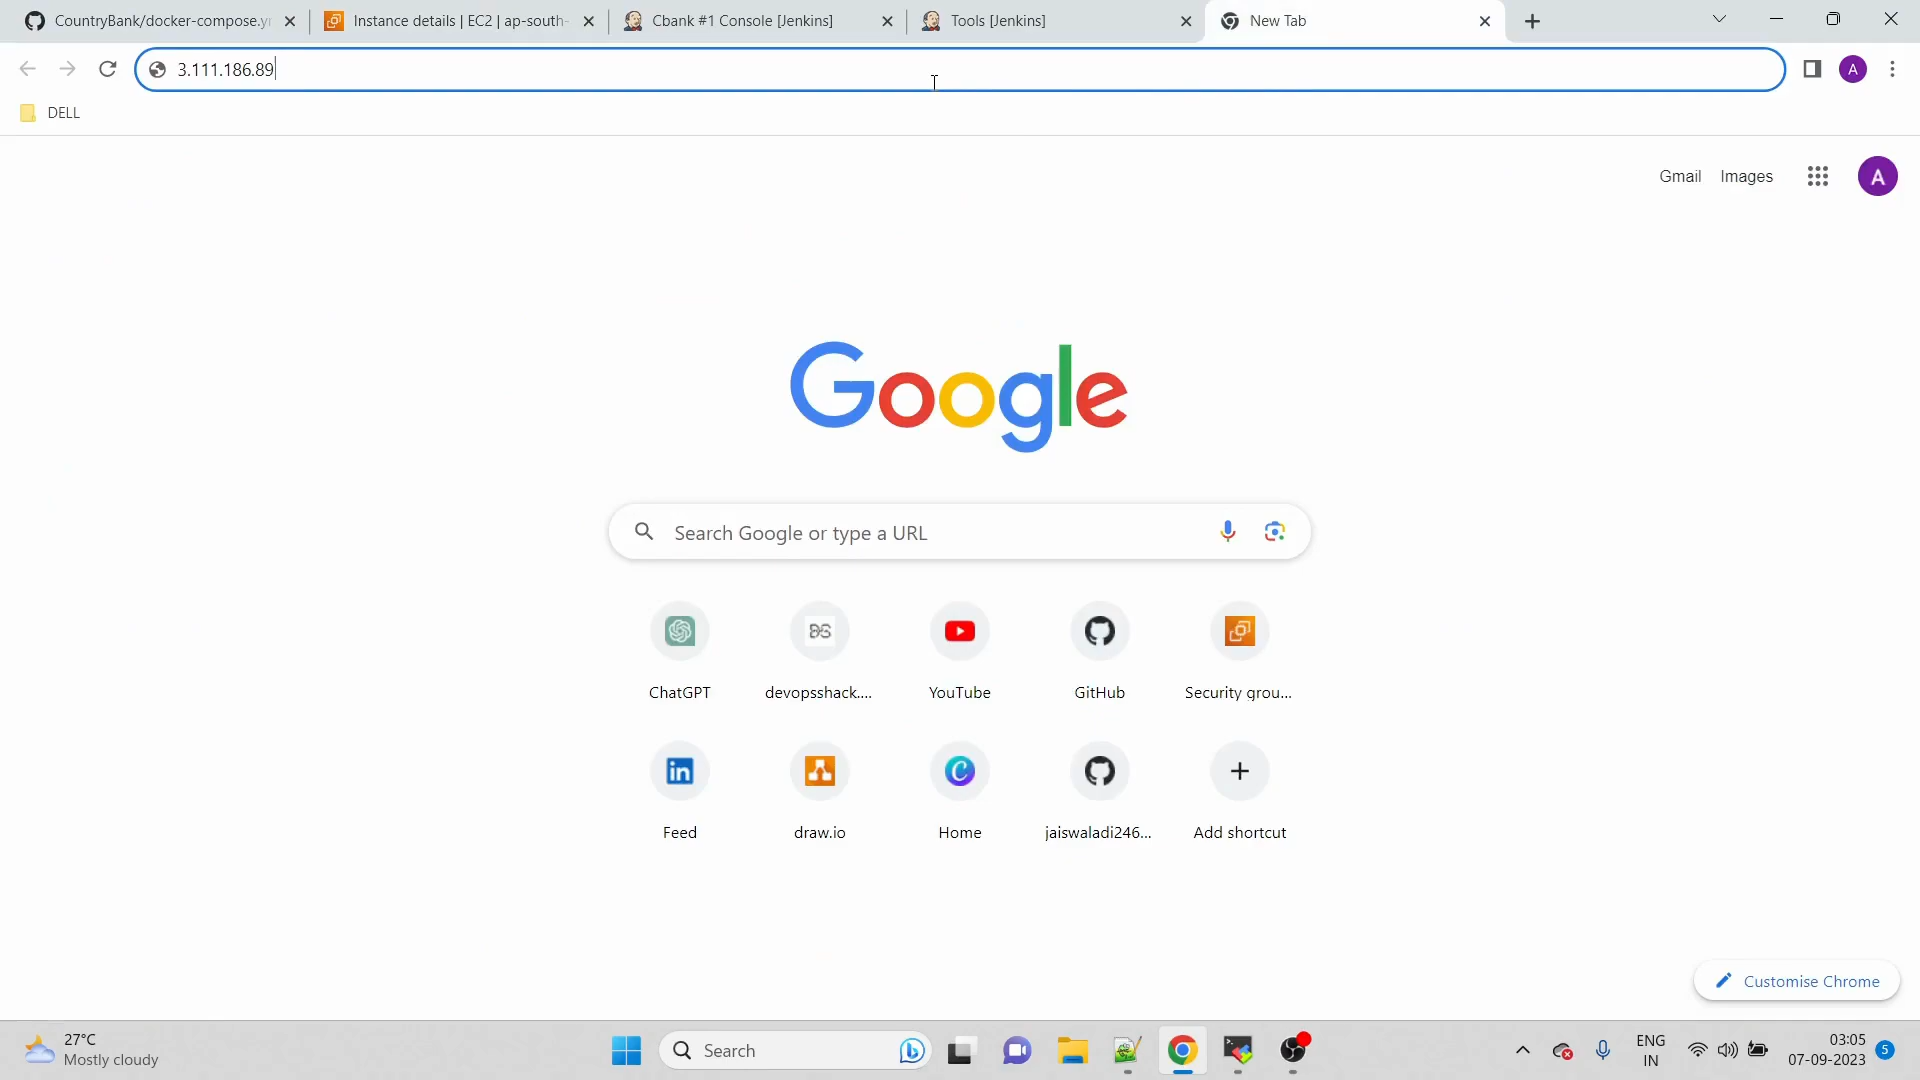 CountryBank/docker-compose.yr
Instance details | EC2 | ap-south-
Cbank #1 Console [Jenkins]
Tools [Jenkins]
New Tab
3.111.186.89
A
DELL
Gmail
Images
A
Google
Search Google or type a URL
ChatGPT
devopsshack....
YouTube
GitHub
Security grou...
Feed
draw.io
Home
jaiswaladi246...
Add shortcut
Customise Chrome
27°C
Mostly cloudy
Search
ENG
IN
03:05
07-09-2023
5